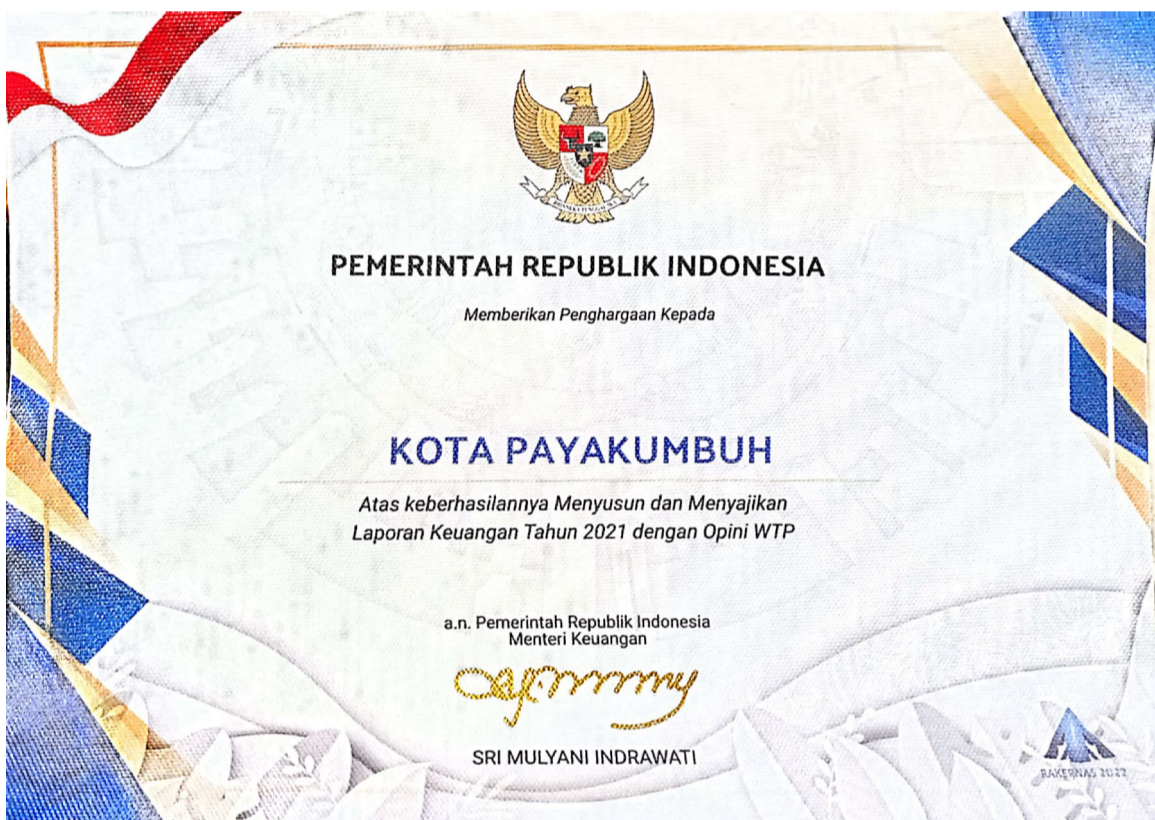 PEMERINTAH REPUBLIK INDONESIA
Memberikan Penghargaan Kepada
KOTA PAYAKUMBUH
Atas keberhasilannya Menyusun dan Menyajikan
Laporan Keuangan Tahun 2021 dengan Opini WTP
a.n. Pemerintah Republik Indonesia
Menteri Keuangan
SRI MULYANI INDRAWATI
RAKERNAS 2022